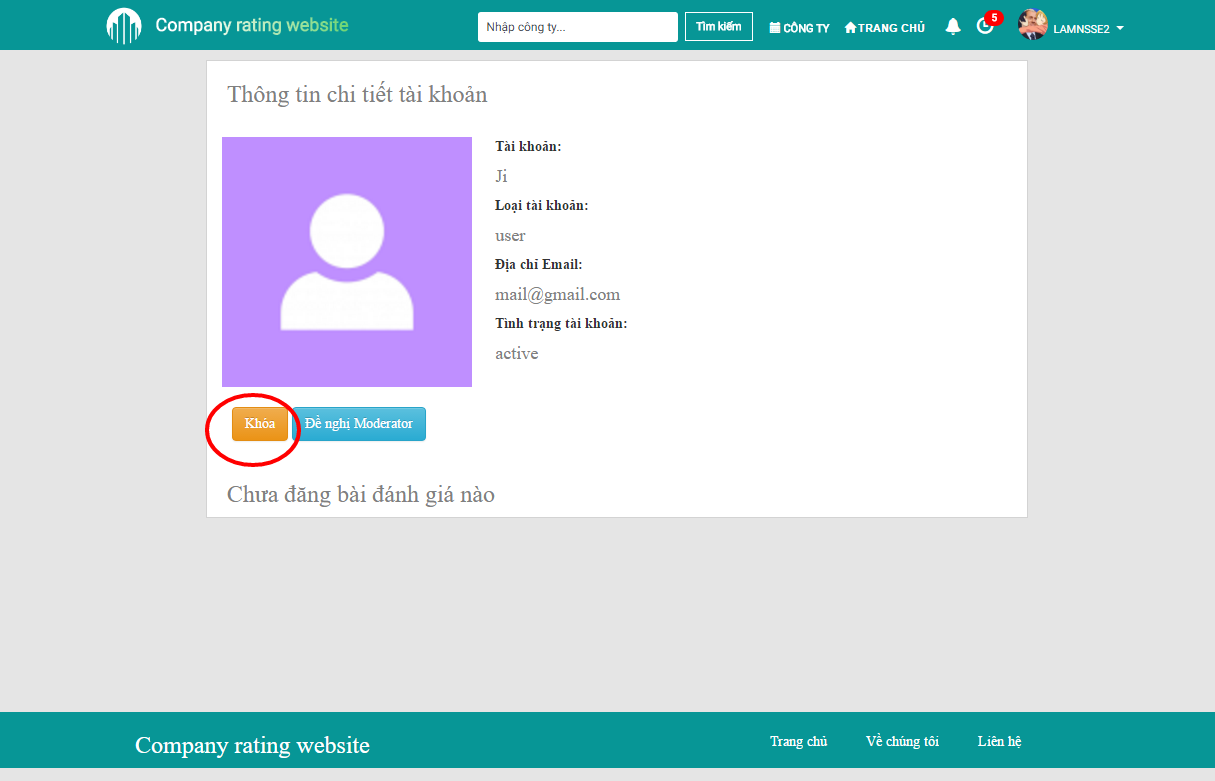 Company rating website
Nhập công ty...
Tìm kiếm
CÔNG TY
TRANG CHỦ
5
LAMNSSE2
Thông tin chi tiết tài khoản
Tài khoản:
Ji
Loại tài khoản:
user
Địa chỉ Email:
mail@gmail.com
Tình trạng tài khoản:
active
Khóa
Đề nghị Moderator
Chưa đăng bài đánh giá nào
Company rating website
Trang chủ
Về chúng tôi
Liên hệ